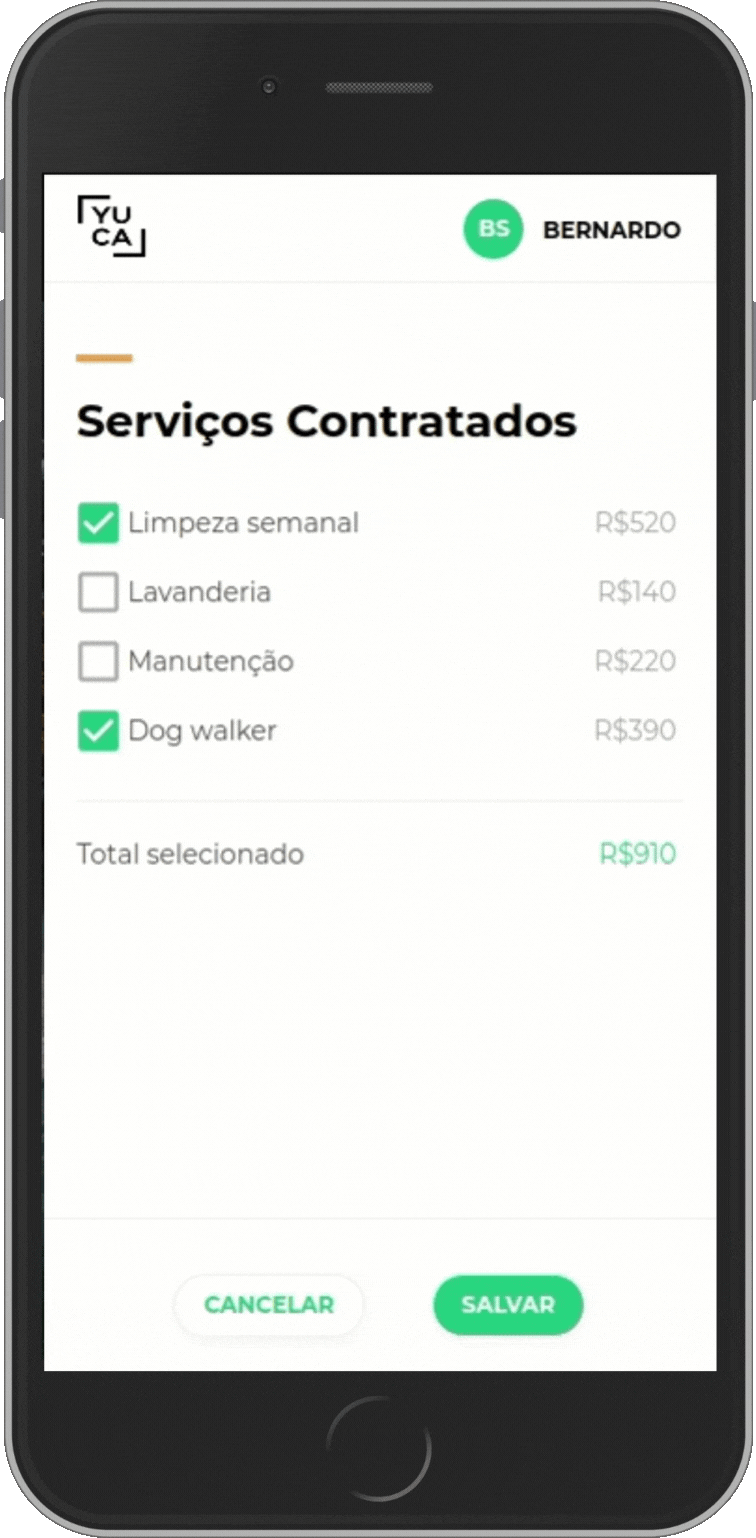 YU
CA
BS BERNARDO
Serviços Contratados
Limpeza semanal R$520
Lavanderia R$140
Manutenção R$220
Dog walker R$390
Total selecionado R$910
CANCELAR SALVAR